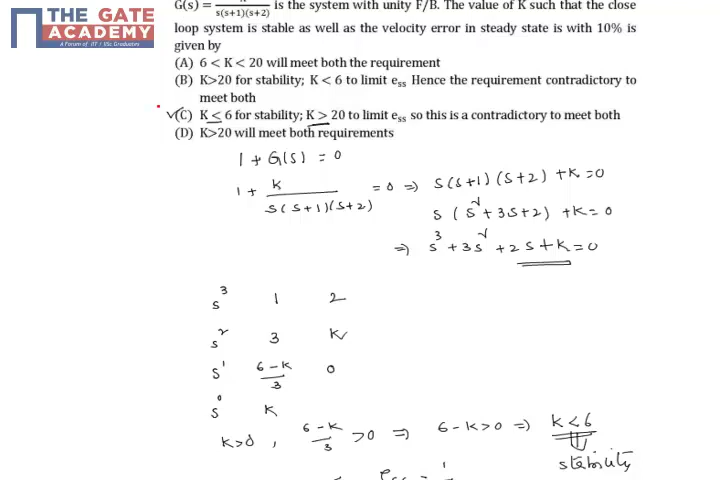 THE GATE
ACADEMY
A Forum of IIT / IISc Graduates
G(s) = K/s(s+1)(s+2) is the system with unity F/B. The value of K such that the close
loop system is stable as well as the velocity error in steady state is with 10% is
given by
(A) 6 < K < 20 will meet both the requirement
(B) K>20 for stability; K < 6 to limit eₛₛ Hence the requirement contradictory to
meet both
✓(C) K < 6 for stability; K > 20 to limit eₛₛ so this is a contradictory to meet both
(D) K>20 will meet both requirements
1 + G(s) = 0
1 + K/s(s+1)(s+2) = 0 ⇒ s(s+1)(s+2) + K = 0
s(s² + 3s + 2) + K = 0
⇒ s³ + 3s² + 2s + K = 0
s³ 1 2
s² 3 K
s¹ 6-K/3 0
s⁰ K
K>0 , 6-K/3 >0 ⇒ 6-K>0 ⇒ K<6
⇓
stability